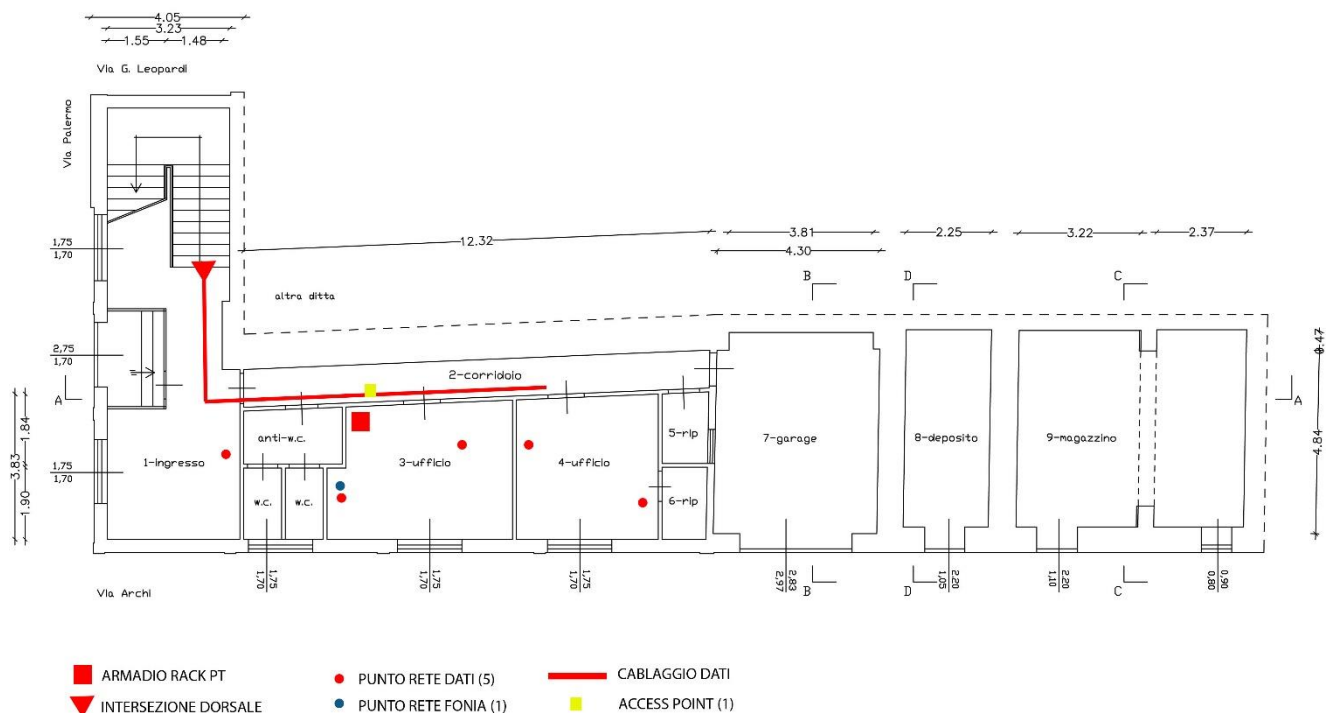 4.05
3.23
1.55 1.48
Via G. Leopardi
Via Palermo
1,75
1,70
12.32
3.81
4.30
2.25
3.22
2.37
B D C
altra ditta
2,75
1,70
A
2-corridoio
0.47
A
3.83
1.84
1.90
4.84
anti-w.c.
5-rip
7-garage
8-deposito
9-magazzino
1-ingresso
3-ufficio
4-ufficio
1,75
1,70
w.c. w.c.
6-rip
1,75
1,70
1,75
1,70
1,75
1,70
2,83
2,97
B
D
2,20
1,05
2,20
1,10
C
0,90
0,80
Via Archi
ARMADIO RACK PT
PUNTO RETE DATI (5)
CABLAGGIO DATI
INTERSEZIONE DORSALE
PUNTO RETE FONIA (1)
ACCESS POINT (1)